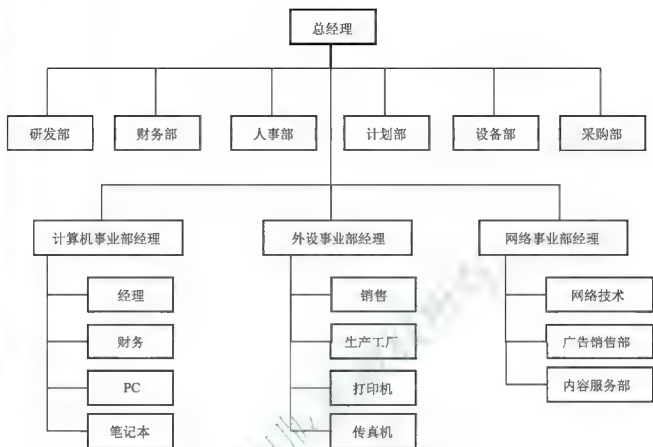 总经理
研发部
财务部
人事部
计划部
设备部
采购部
计算机事业部经理
外设事业部经理
网络事业部经理
经理
销售
网络技术
财务
生产工厂
广告销售部
PC
打印机
内容服务部
笔记本
传真机